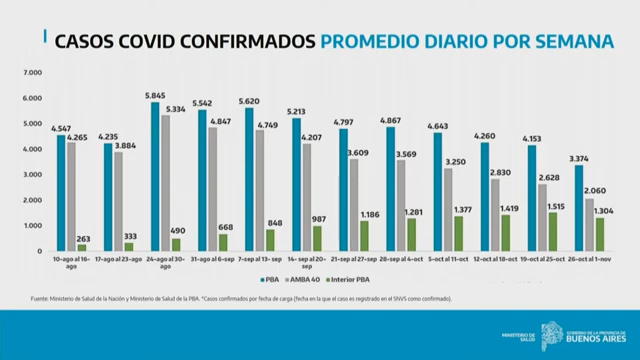 CASOS COVID CONFIRMADOS PROMEDIO DIARIO POR SEMANA
7.000
6.000
5.000
4.000
3.000
2.000
1.000
0
4.547 4.265 263
4.235 3.884 333
5.845 5.334 490
5.542 4.847 668
5.620 4.749 848
5.213 4.207 987
4.797 3.609 1.186
4.867 3.569 1.281
4.643 3.250 1.377
4.260 2.830 1.419
4.153 2.628 1.515
3.374 2.060 1.304
10-ago al 16-ago
17-ago al 23-ago
24-ago al 30-ago
31-ago al 6-sep
7-sep al 13- sep
14- sep al 20-sep
21-sep al 27-sep
28-sep al 4-oct
5-oct al 11-oct
12-oct al 18-oct
19-oct al 25-oct
26-oct al 1-nov
PBA AMBA 40 Interior PBA
Fuente: Ministerio de Salud de la Nación y Ministerio de Salud de la PBA. *Casos confirmados por fecha de carga (fecha en la que el caso es registrado en el SNVS como confirmado).
MINISTERIO DE SALUD
GOBIERNO DE LA PROVINCIA DE
BUENOS AIRES